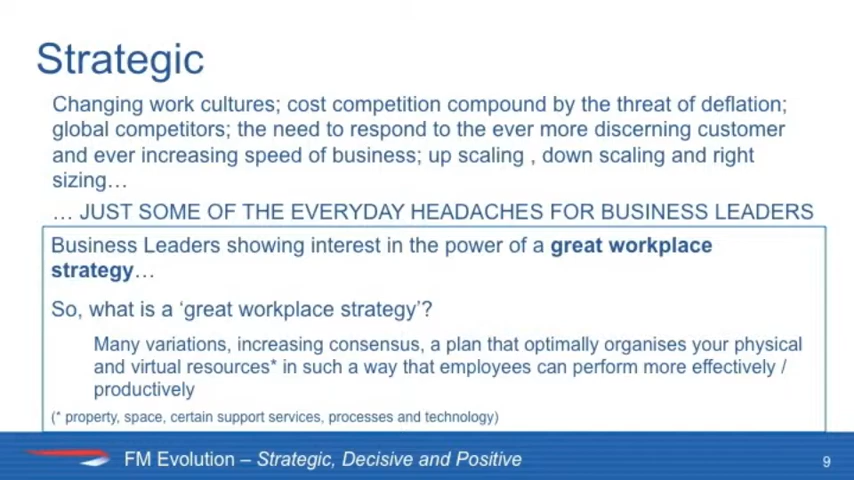 Strategic
Changing work cultures; cost competition compound by the threat of deflation;
global competitors; the need to respond to the ever more discerning customer
and ever increasing speed of business; up scaling , down scaling and right
sizing…
… JUST SOME OF THE EVERYDAY HEADACHES FOR BUSINESS LEADERS
Business Leaders showing interest in the power of a great workplace
strategy…
So, what is a ‘great workplace strategy’?
Many variations, increasing consensus, a plan that optimally organises your physical
and virtual resources* in such a way that employees can perform more effectively /
productively
(* property, space, certain support services, processes and technology)
FM Evolution – Strategic, Decisive and Positive
9